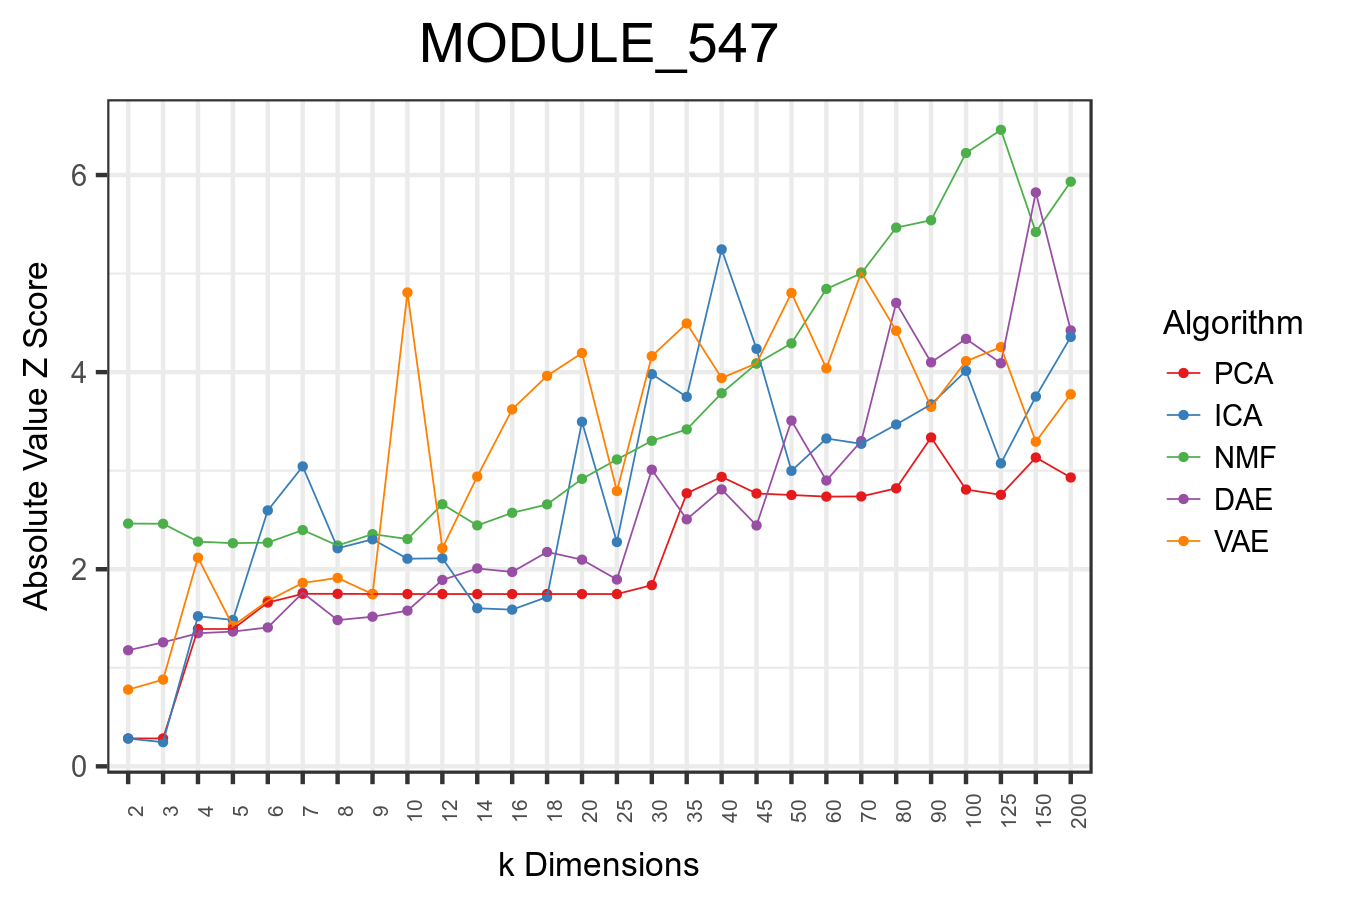 MODULE_547
Absolute Value Z Score
6
4
2
0
2 3 4 5 6 7 8 9 10 12 14 16 18 20 25 30 35 40 45 50 60 70 80 90 100 125 150 200
k Dimensions
Algorithm
PCA
ICA
NMF
DAE
VAE